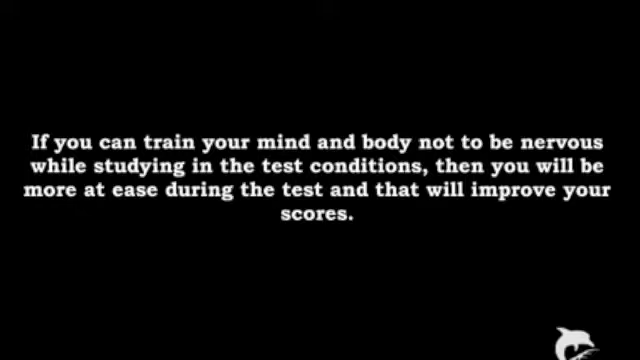 If you can train your mind and body not to be nervous
while studying in the test conditions, then you will be
more at ease during the test and that will improve your
scores.